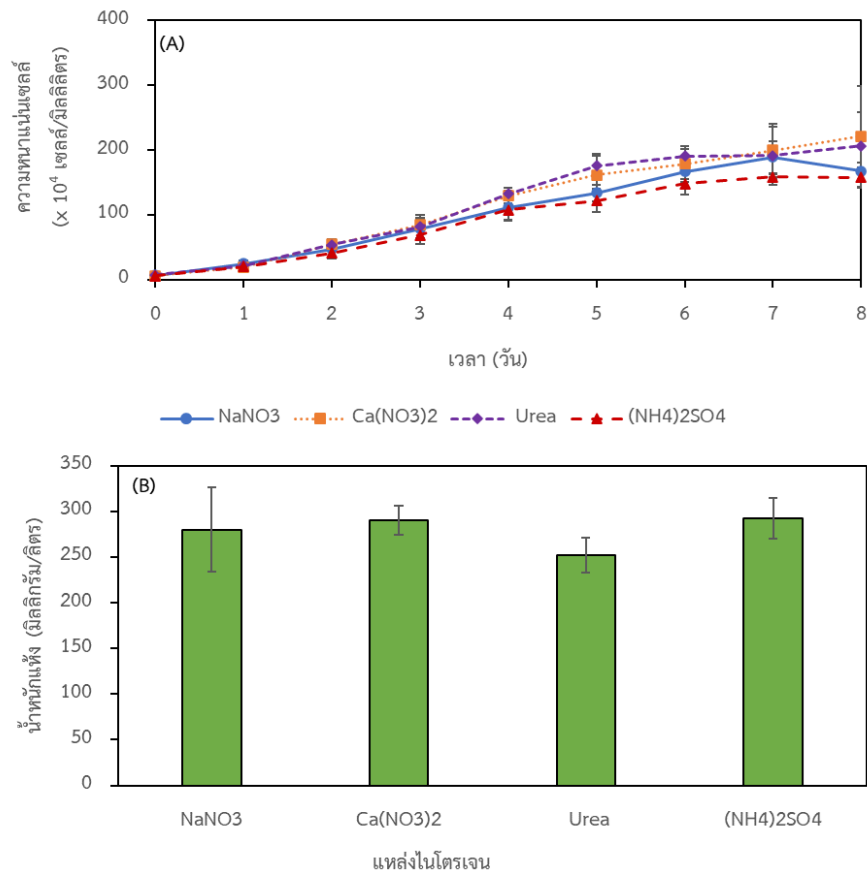 400
(A)
300
200
100
0
ความหนาแน่นเซลล์
(x 10⁴ เซลล์/มิลลิลิตร)
0 1 2 3 4 5 6 7 8
เวลา (วัน)
NaNO3 Ca(NO3)2 Urea (NH4)2SO4
350
(B)
300
250
200
150
100
50
0
น้ำหนักแห้ง (มิลลิกรัม/ลิตร)
NaNO3 Ca(NO3)2 Urea (NH4)2SO4
แหล่งไนโตรเจน